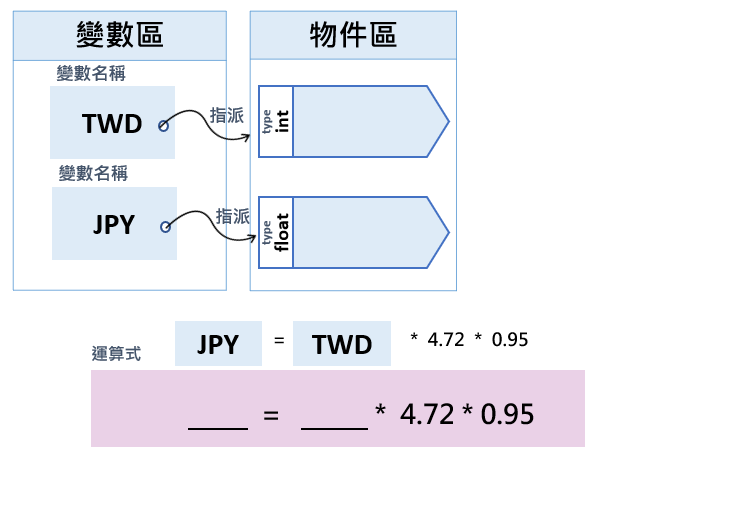 變數區
物件區
變數名稱
TWD
指派
type
int
變數名稱
JPY
指派
type
float
運算式
JPY = TWD * 4.72 * 0.95
____ = ____ * 4.72 * 0.95